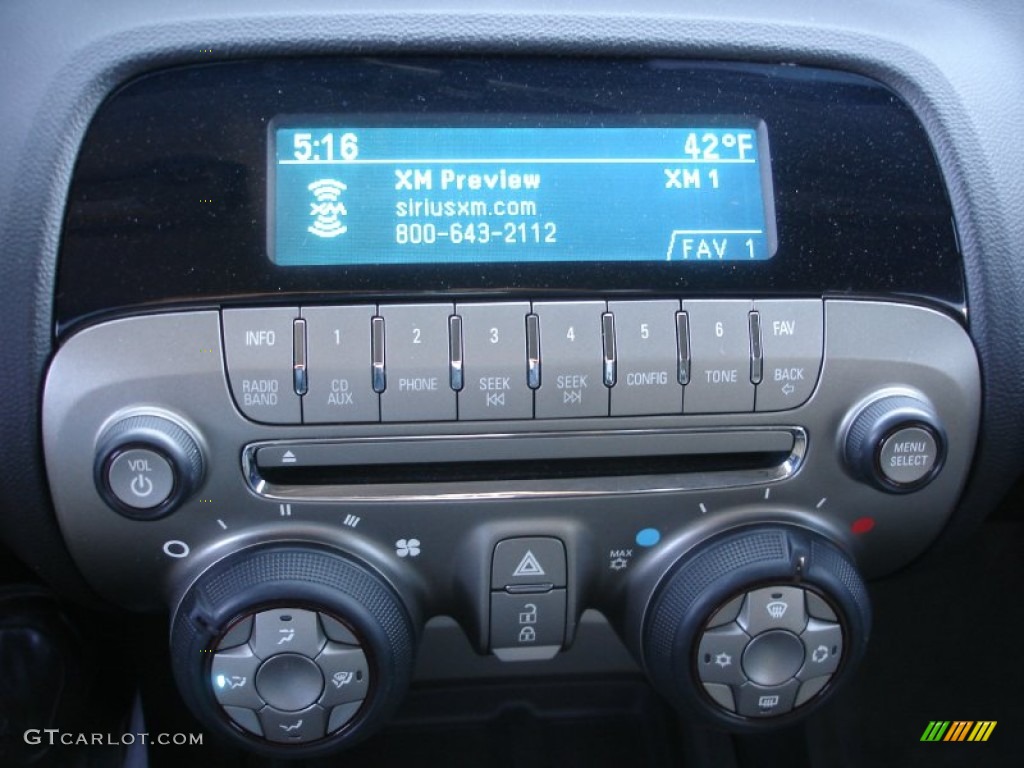 5:16 42°F
XM Preview XM 1
XM siriusxm.com
800-643-2112
FAV 1
INFO 1 2 3 4 5 6 FAV
RADIO BAND CD AUX PHONE SEEK SEEK CONFIG TONE BACK
VOL
MENU SELECT
MAX
GTCARLOT.COM